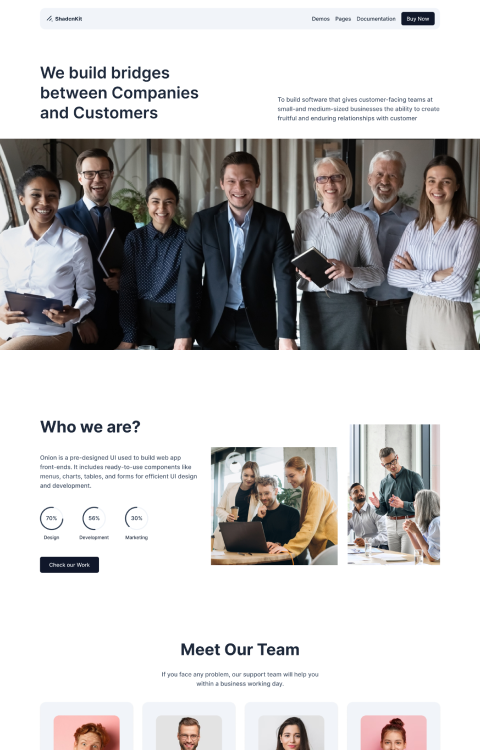 ShadcnKit
Demos Pages Documentation Buy Now
We build bridges
between Companies
and Customers
To build software that gives customer-facing teams at
small-and medium-sized businesses the ability to create
fruitful and enduring relationships with customer
Who we are?
Onion is a pre-designed UI used to build web app
front-ends. It includes ready-to-use components like
menus, charts, tables, and forms for efficient UI design
and development.
70% 56% 30%
Design Development Marketing
Check our Work
Meet Our Team
If you face any problem, our support team will help you
within a business working day.